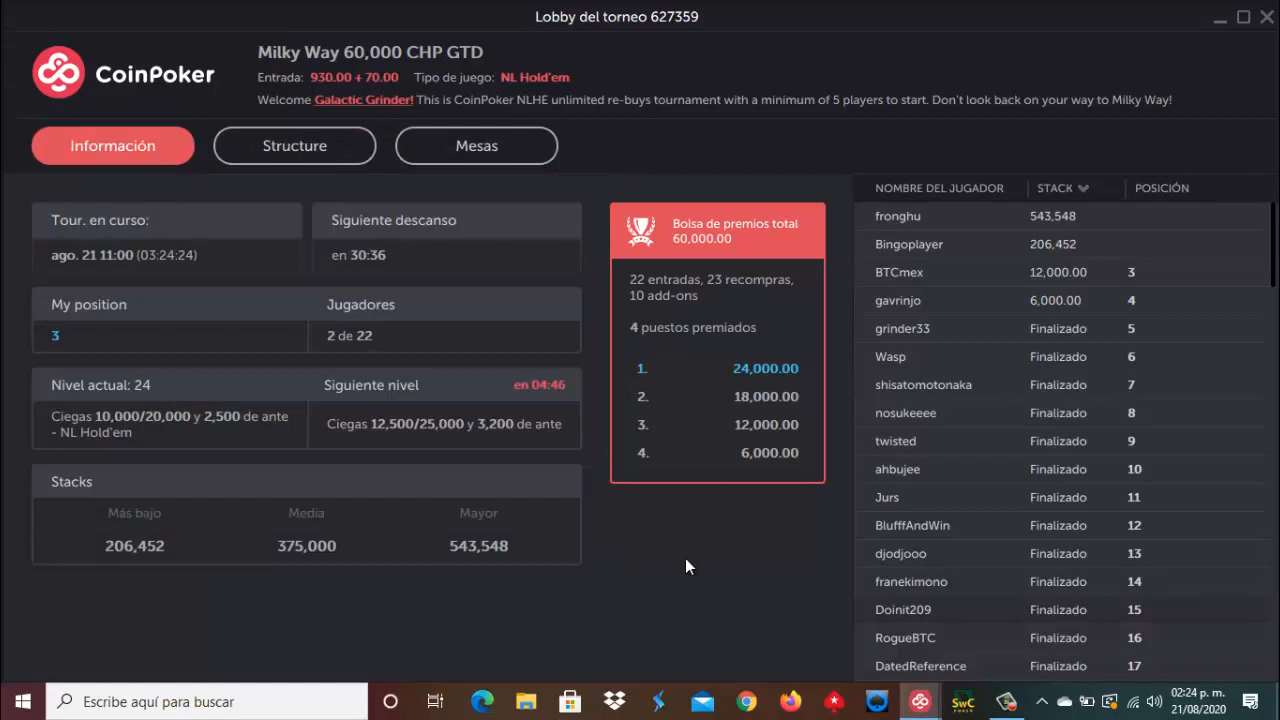 Lobby del torneo 627359
CoinPoker
Milky Way 60,000 CHP GTD
Entrada: 930.00 + 70.00 Tipo de juego: NL Hold'em
Welcome Galactic Grinder! This is CoinPoker NLHE unlimited re-buys tournament with a minimum of 5 players to start. Don't look back on your way to Milky Way!
Información Structure Mesas
Tour. en curso:
ago. 21 11:00 (03:24:24)
Siguiente descanso
en 30:36
My position
3
Jugadores
2 de 22
Nivel actual: 24
Ciegas 10,000/20,000 y 2,500 de ante
- NL Hold'em
Siguiente nivel en 04:46
Ciegas 12,500/25,000 y 3,200 de ante
Stacks
Más bajo Media Mayor
206,452 375,000 543,548
Bolsa de premios total
60,000.00
22 entradas, 23 recompras,
10 add-ons
4 puestos premiados
1. 24,000.00
2. 18,000.00
3. 12,000.00
4. 6,000.00
NOMBRE DEL JUGADOR STACK POSICIÓN
fronghu 543,548
Bingoplayer 206,452
BTCmex 12,000.00 3
gavrinjo 6,000.00 4
grinder33 Finalizado 5
Wasp Finalizado 6
shisatomotonaka Finalizado 7
nosukeeee Finalizado 8
twisted Finalizado 9
ahbujee Finalizado 10
Jurs Finalizado 11
BlufffAndWin Finalizado 12
djodjooo Finalizado 13
franekimono Finalizado 14
Doinit209 Finalizado 15
RogueBTC Finalizado 16
DatedReference Finalizado 17
Escribe aquí para buscar
SwC
POKER
02:24 p. m.
21/08/2020